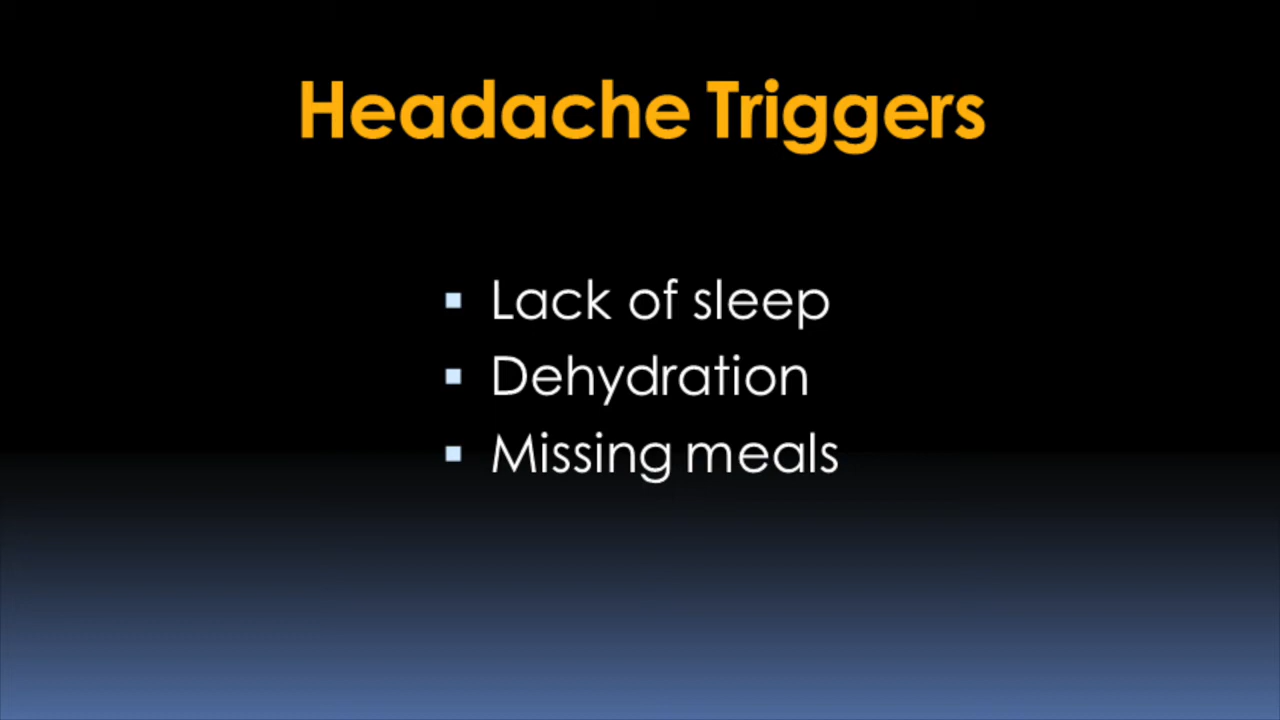 Headache Triggers
▪ Lack of sleep
▪ Dehydration
▪ Missing meals